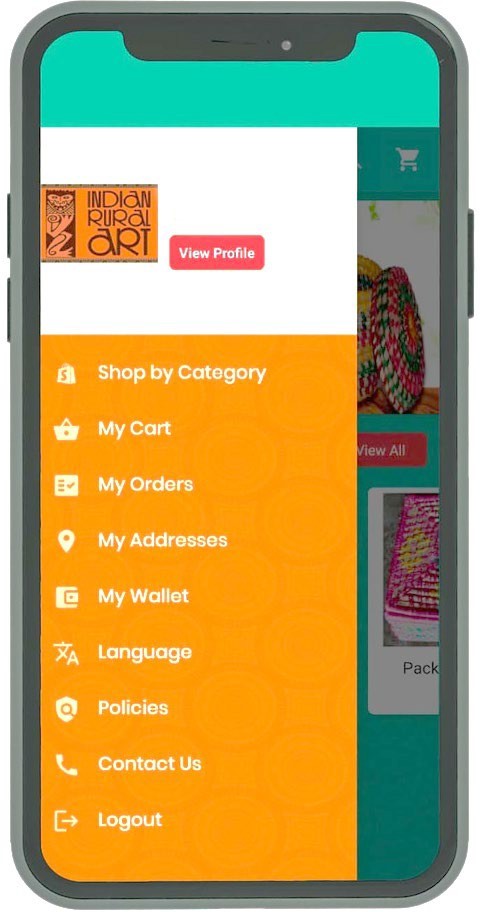 INDIAN
RURAL
ART
View Profile
Shop by Category
My Cart
My Orders
My Addresses
My Wallet
Language
Policies
Contact Us
Logout
View All
Pack